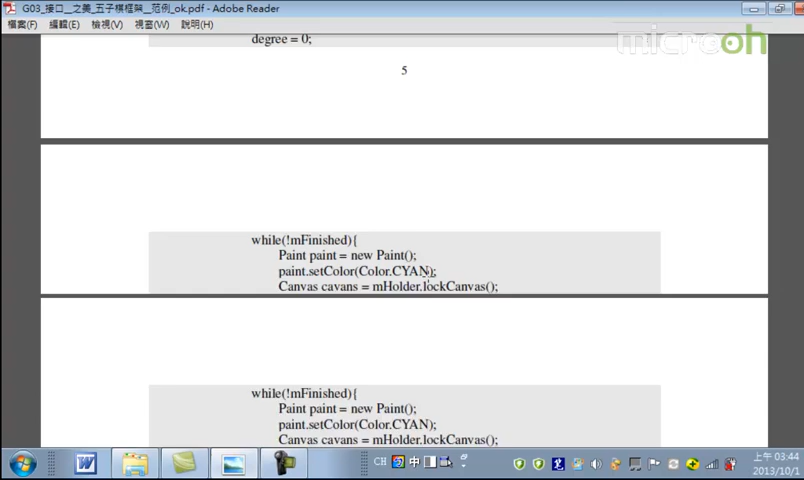 G03_接口__之美_五子棋框架__范例_ok.pdf - Adobe Reader
檔案(F) 編輯(E) 檢視(V) 視窗(W) 說明(H)
microoh
degree = 0;
5
while(!mFinished){
Paint paint = new Paint();
paint.setColor(Color.CYAN);
Canvas cavans = mHolder.lockCanvas();
while(!mFinished){
Paint paint = new Paint();
paint.setColor(Color.CYAN);
Canvas cavans = mHolder.lockCanvas();
CH 中
上午 03:44
2013/10/1